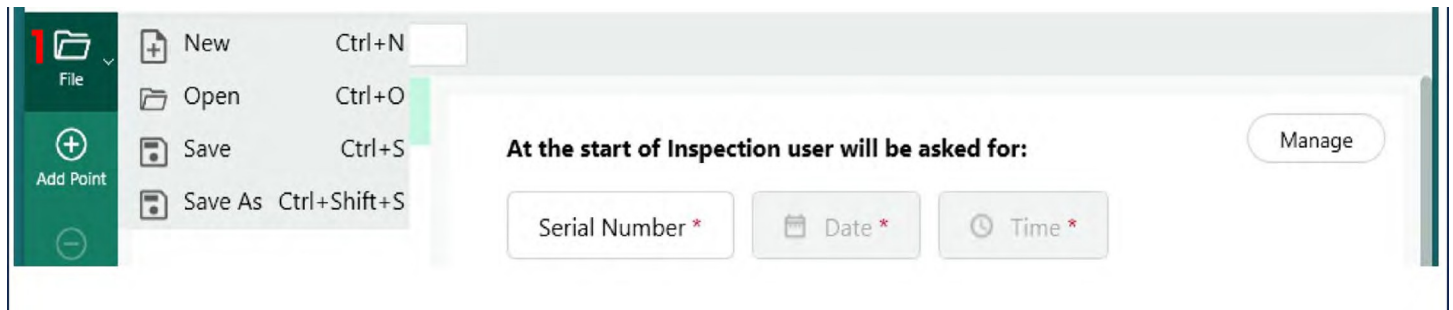 1
File
New Ctrl+N
Open Ctrl+O
Save Ctrl+S
Save As Ctrl+Shift+S
Add Point
At the start of Inspection user will be asked for:
Manage
Serial Number *
Date *
Time *